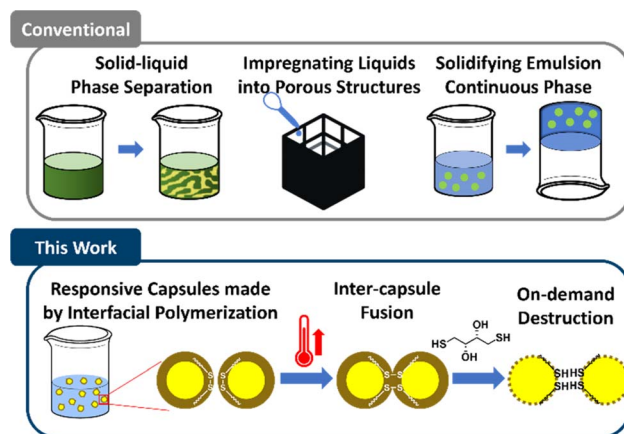 Conventional
Solid-liquid
Phase Separation
Impregnating Liquids
into Porous Structures
Solidifying Emulsion
Continuous Phase
This Work
Responsive Capsules made
by Interfacial Polymerization
Inter-capsule
Fusion
On-demand
Destruction
OH
HS
SH
OH
S-S
S-S
S-S
S-S
SHHS
SHHS